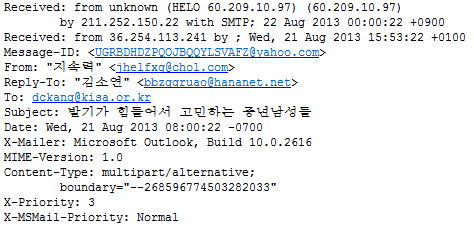 Received: from unknown (HELO 60.209.10.97) (60.209.10.97)
by 211.252.150.22 with SMTP; 22 Aug 2013 00:00:22 +0900
Received: from 36.254.113.241 by ; Wed, 21 Aug 2013 15:53:22 +0100
Message-ID: <UGRBDHDZPQOJBQQYLSVAFZ@yahoo.com>
From: "지속력" <jhelfxq@chol.com>
Reply-To: "김소연" <bbzgqruao@hananet.net>
To: dckang@kisa.or.kr
Subject: 발기가 힘들어서 고민하는 중년남성들
Date: Wed, 21 Aug 2013 08:00:22 -0700
X-Mailer: Microsoft Outlook, Build 10.0.2616
MIME-Version: 1.0
Content-Type: multipart/alternative;
boundary="--268596774503282033"
X-Priority: 3
X-MSMail-Priority: Normal